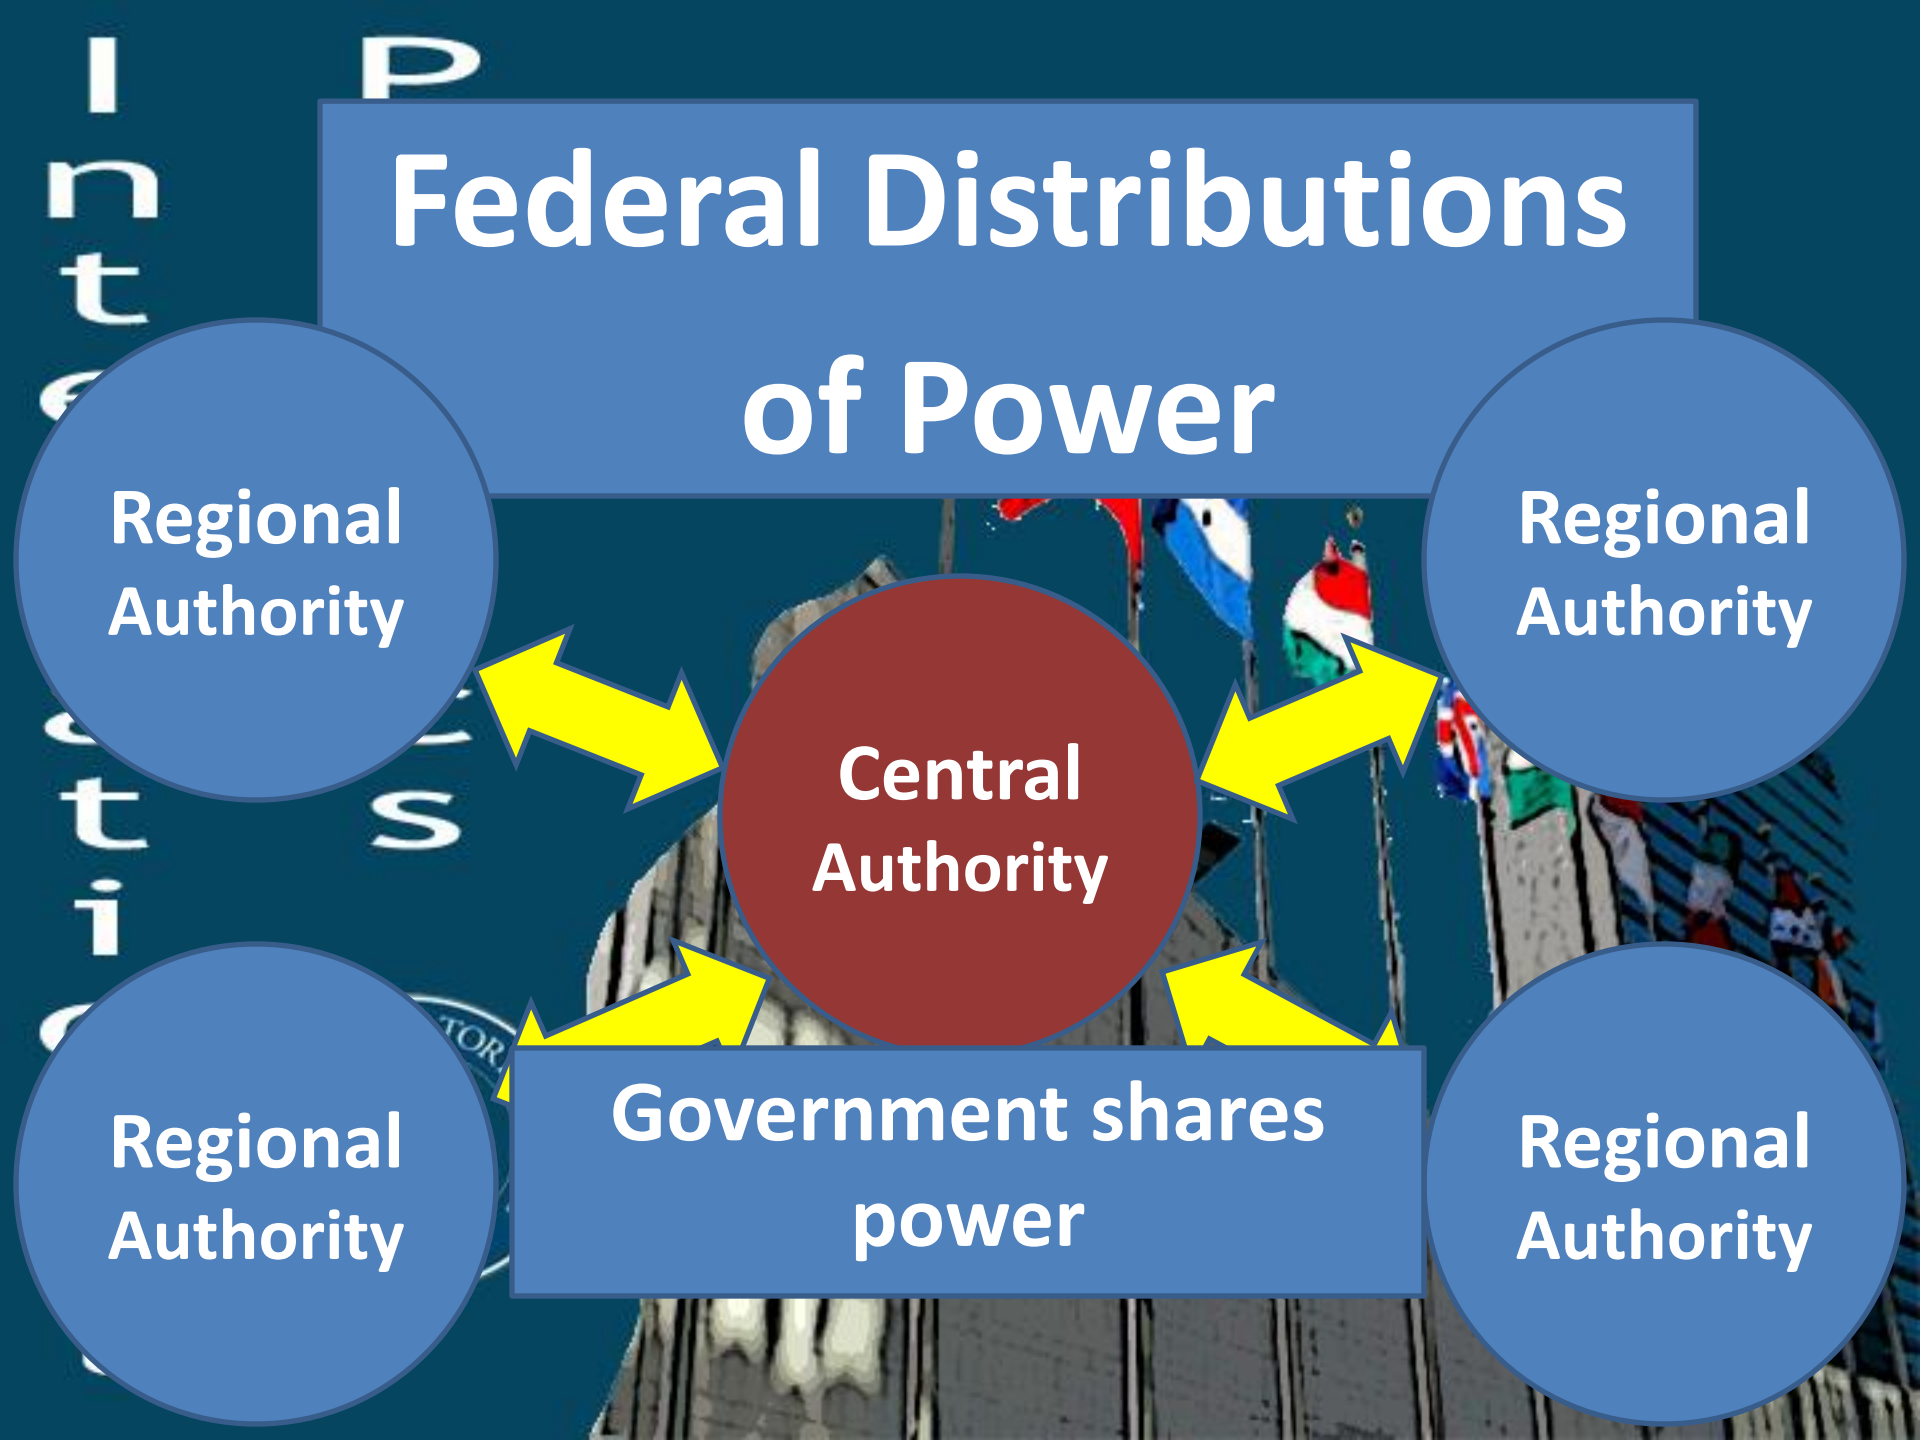 Federal Distributions
of Power
Regional
Authority
Regional
Authority
Central
Authority
Regional
Authority
Government shares
power
Regional
Authority